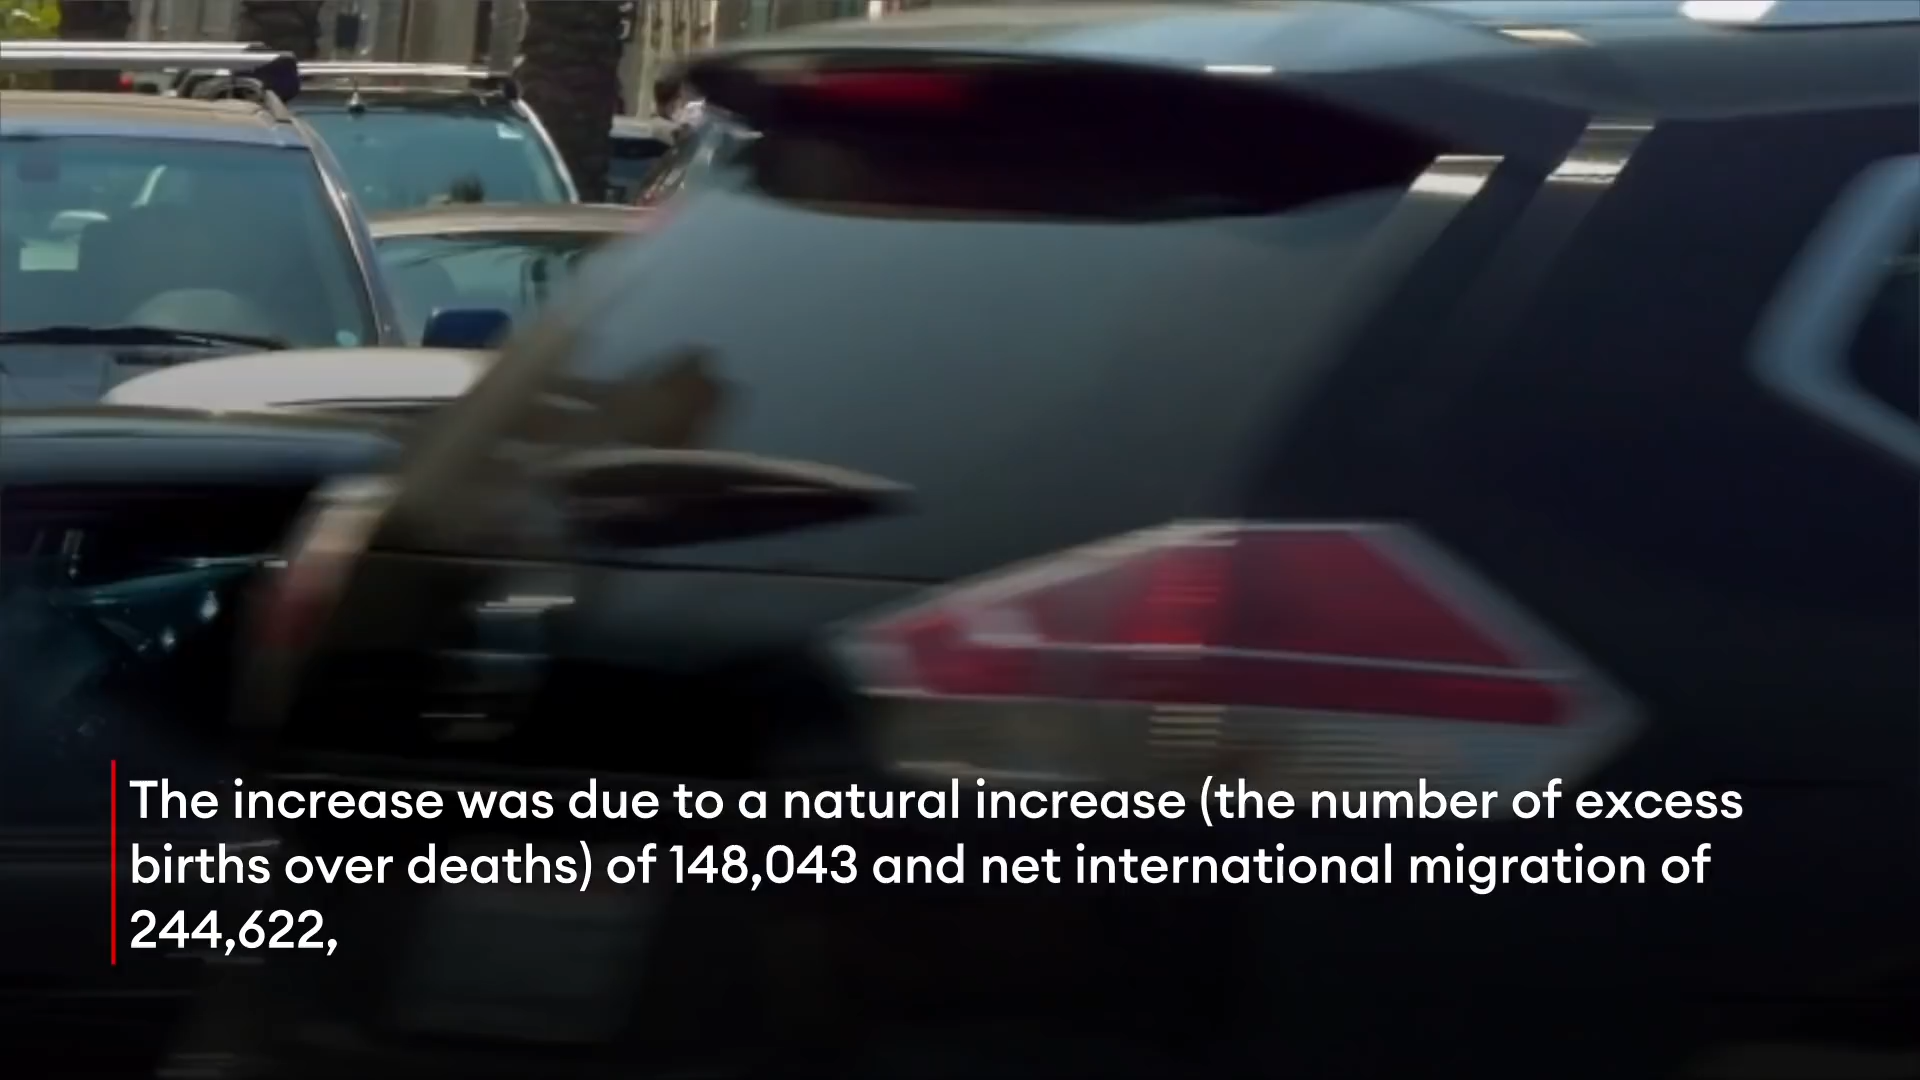 The increase was due to a natural increase (the number of excess
births over deaths) of 148,043 and net international migration of
244,622,